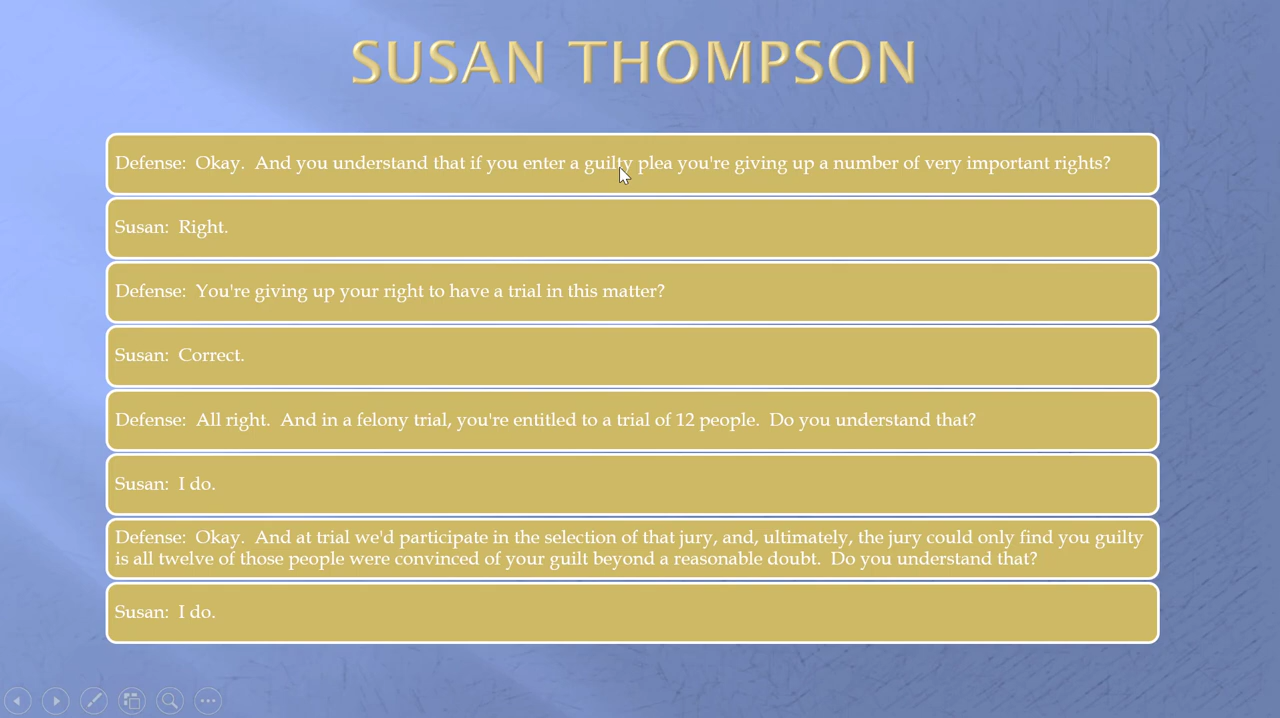 SUSAN THOMPSON
Defense:  Okay.  And you understand that if you enter a guilty plea you're giving up a number of very important rights?
Susan:  Right.
Defense:  You're giving up your right to have a trial in this matter?
Susan:  Correct.
Defense:  All right.  And in a felony trial, you're entitled to a trial of 12 people.  Do you understand that?
Susan:  I do.
Defense:  Okay.  And at trial we'd participate in the selection of that jury, and, ultimately, the jury could only find you guilty
is all twelve of those people were convinced of your guilt beyond a reasonable doubt.  Do you understand that?
Susan:  I do.